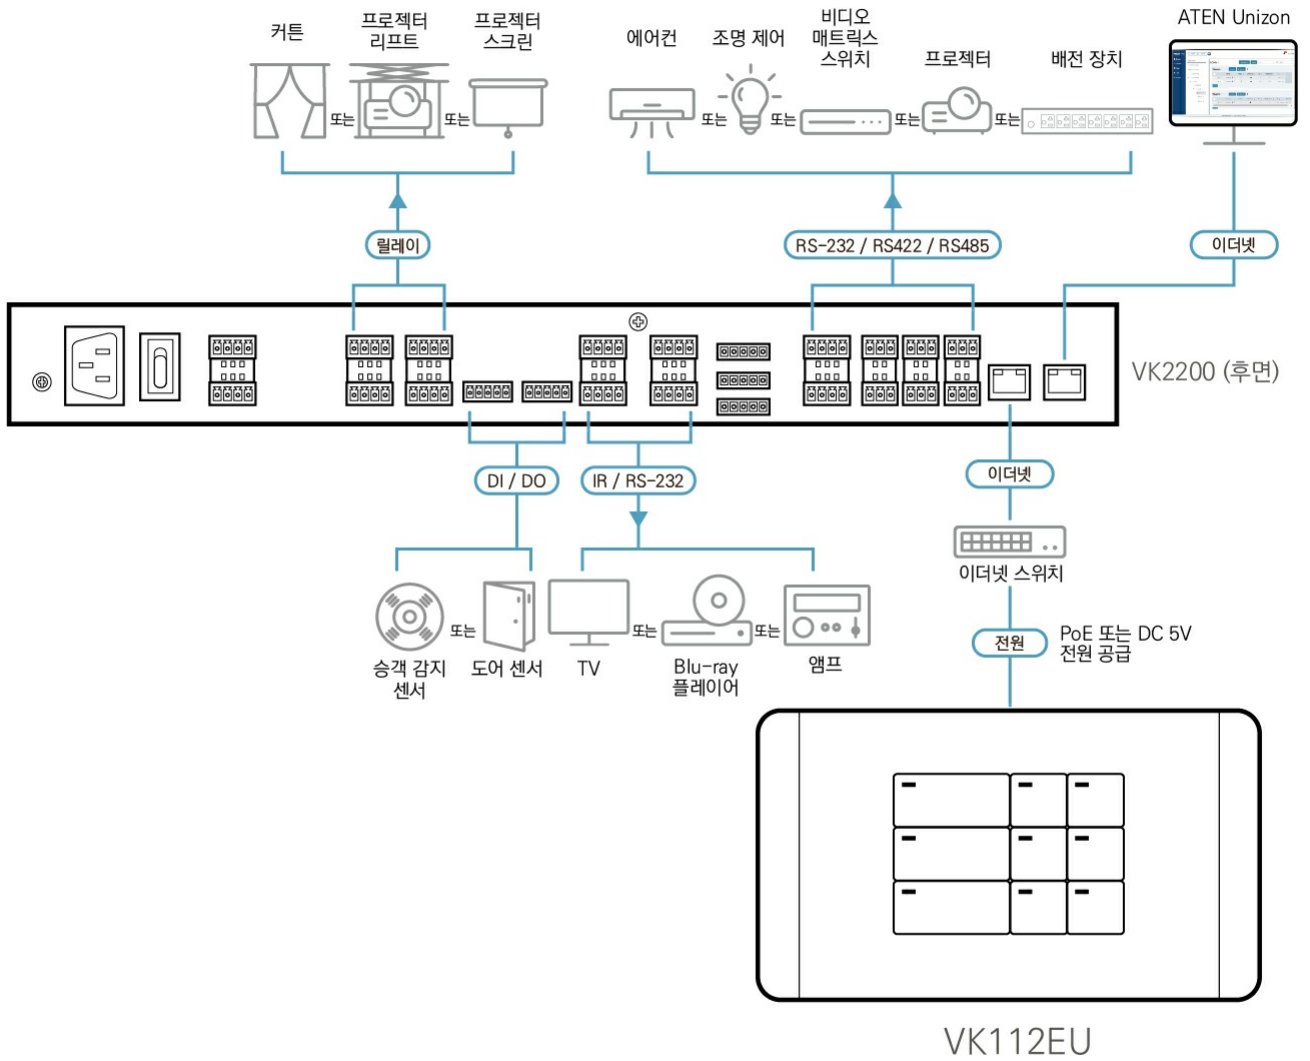 커튼
프로젝터
리프트
프로젝터
스크린
에어컨
조명 제어
비디오
매트릭스
스위치
프로젝터
배전 장치
ATEN Unizon
또는
또는
또는
또는
또는
또는
릴레이
RS-232 / RS422 / RS485
이더넷
VK2200 (후면)
DI / DO
IR / RS-232
이더넷
이더넷 스위치
또는
또는
또는
승객 감지
센서
도어 센서
TV
Blu-ray
플레이어
앰프
전원
PoE 또는 DC 5V
전원 공급
VK112EU